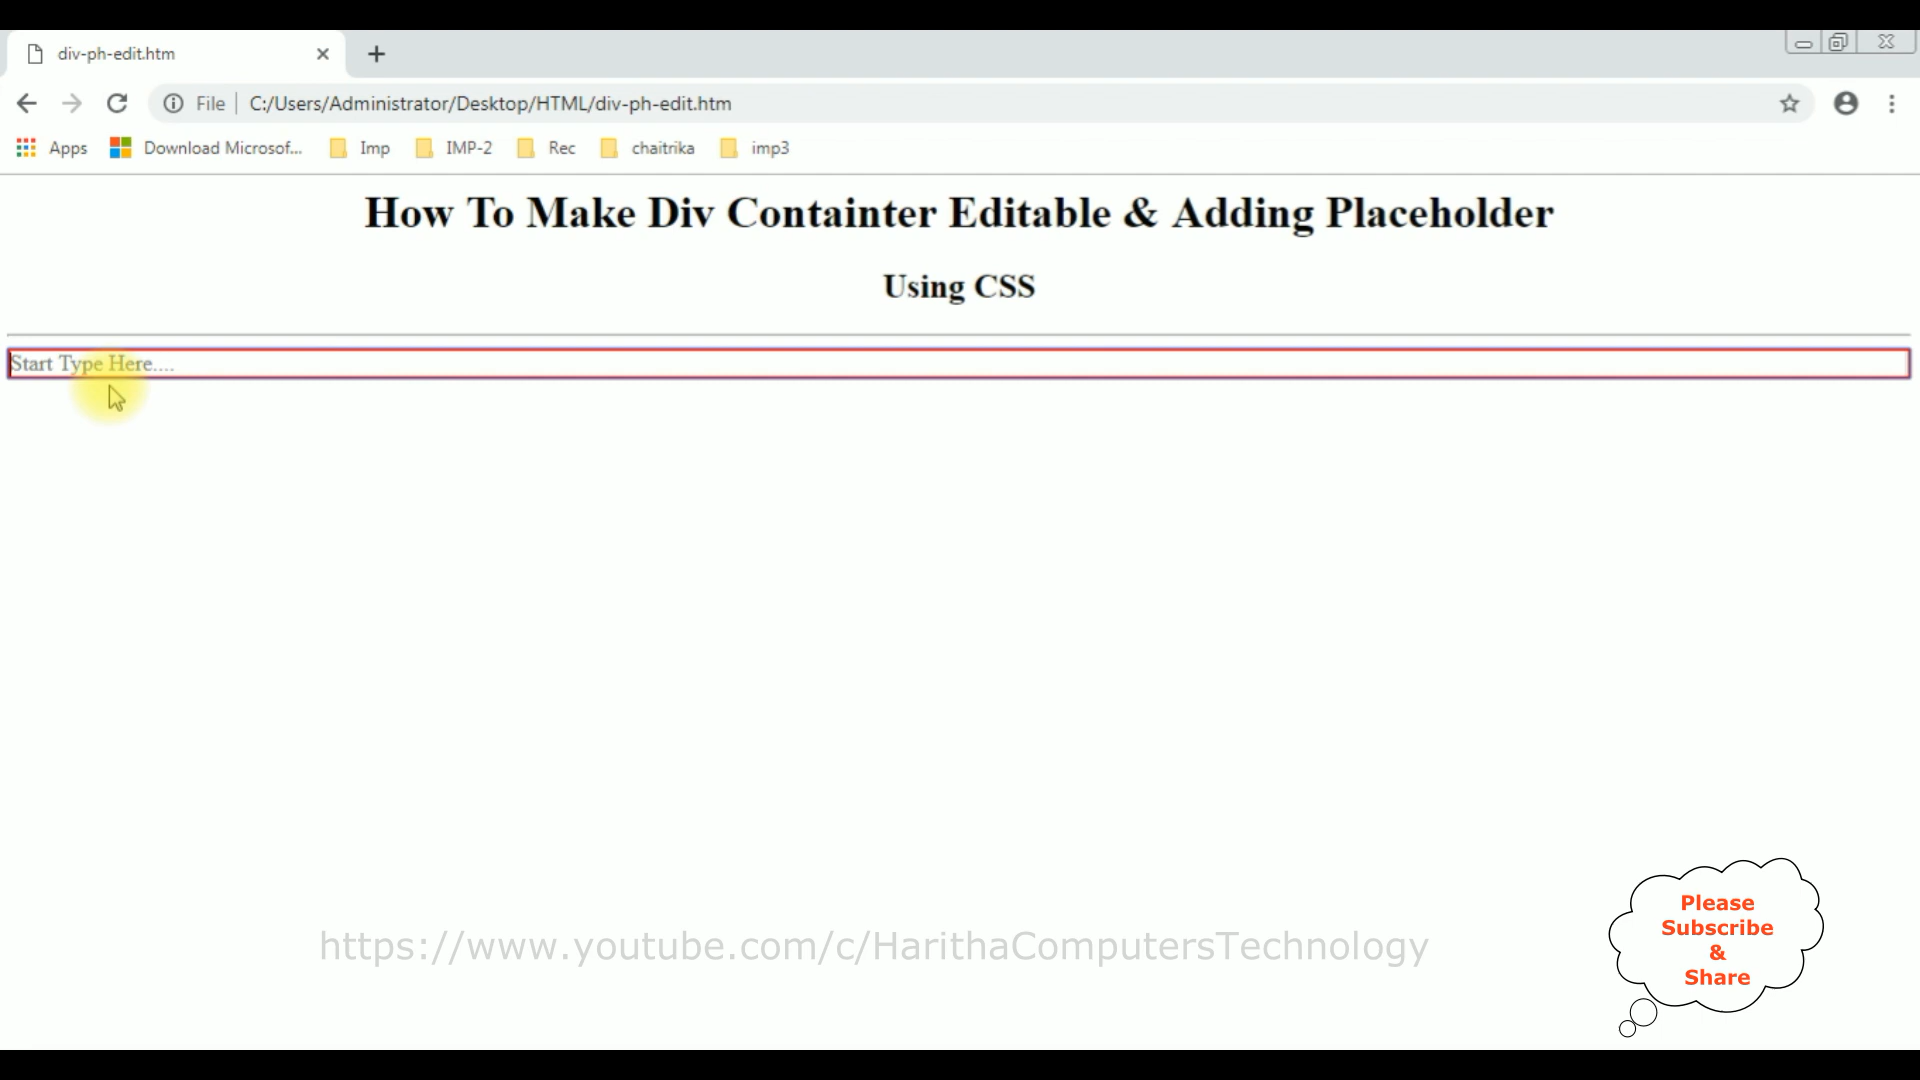 div-ph-edit.htm
File C:/Users/Administrator/Desktop/HTML/div-ph-edit.htm
Apps Download Microsof... Imp IMP-2 Rec chaitrika imp3
How To Make Div Containter Editable & Adding Placeholder
Using CSS
Start Type Here....
https://www.youtube.com/c/HarithaComputersTechnology
Please
Subscribe
&
Share